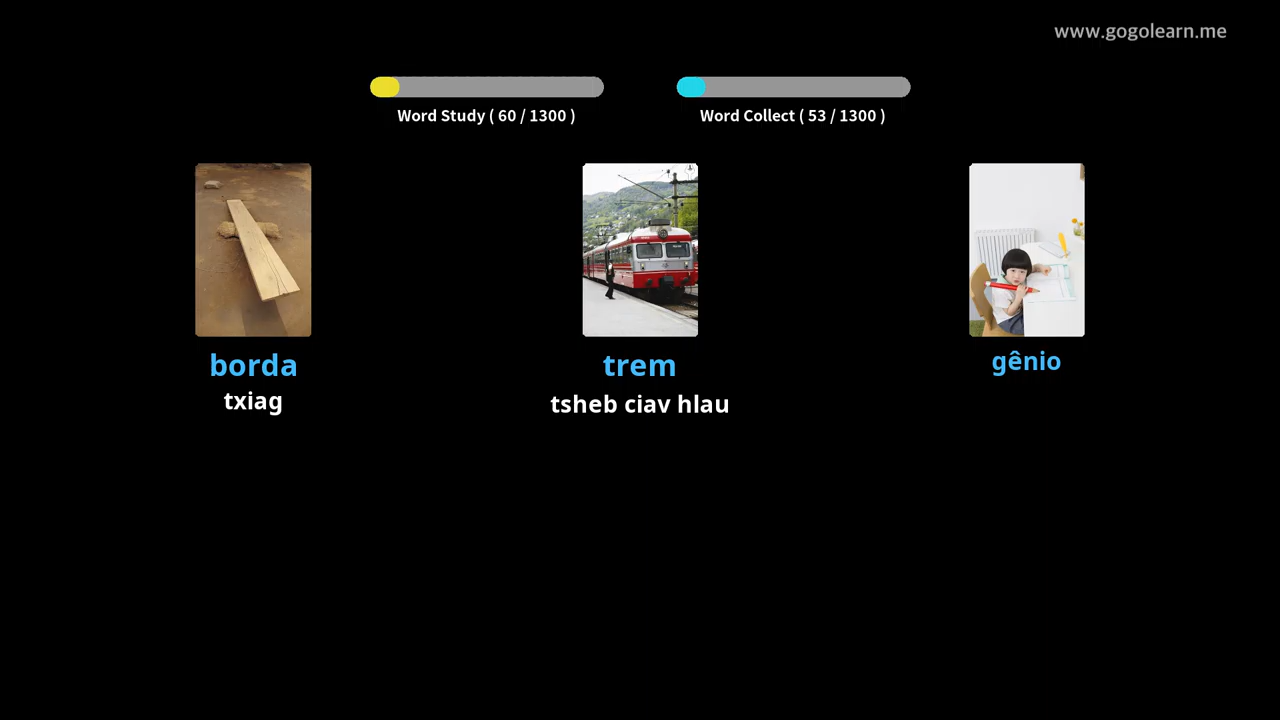 www.gogolearn.me
Word Study ( 60 / 1300 )
Word Collect ( 53 / 1300 )
borda
txiag
trem
tsheb ciav hlau
gênio